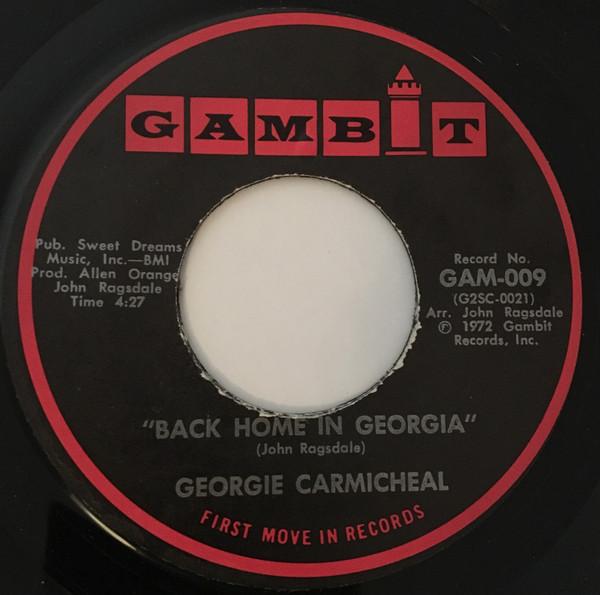 GAMBIT
Pub. Sweet Dreams
Music, Inc.—BMI
Prod. Allen Orange
John Ragsdale
Time 4:27
Record No.
GAM-009
(G2SC-0021)
Arr. John Ragsdale
℗ 1972 Gambit
Records, Inc.
"BACK HOME IN GEORGIA"
(John Ragsdale)
GEORGIE CARMICHEAL
FIRST MOVE IN RECORDS